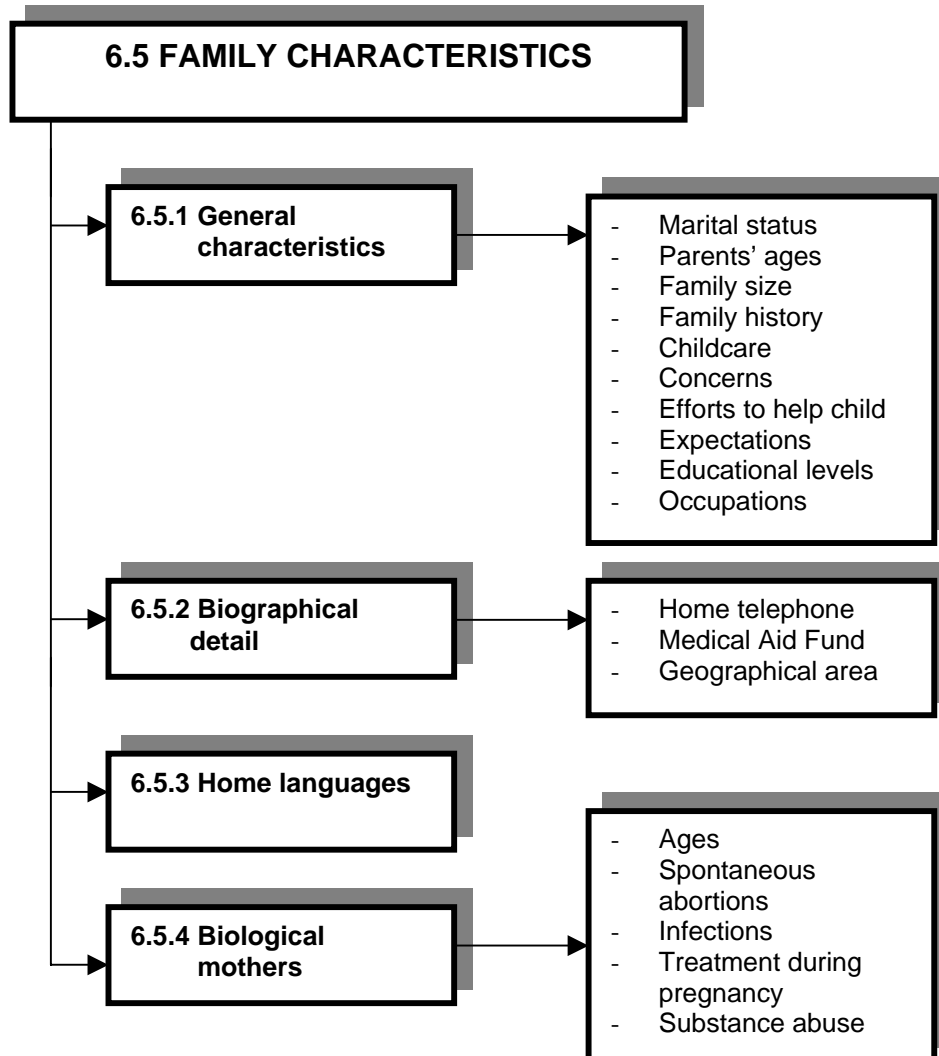 6.5 FAMILY CHARACTERISTICS
6.5.1 General
characteristics
- Marital status
- Parents’ ages
- Family size
- Family history
- Childcare
- Concerns
- Efforts to help child
- Expectations
- Educational levels
- Occupations
6.5.2 Biographical
detail
- Home telephone
- Medical Aid Fund
- Geographical area
6.5.3 Home languages
6.5.4 Biological
mothers
- Ages
- Spontaneous
abortions
- Infections
- Treatment during
pregnancy
- Substance abuse